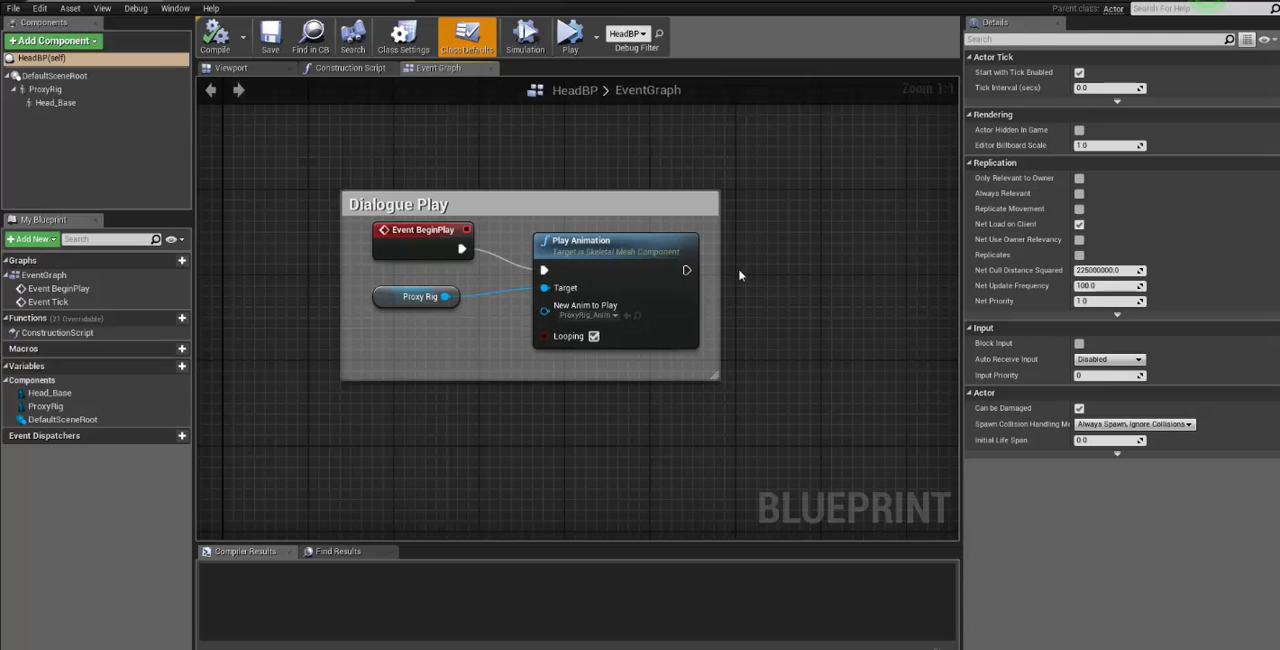 File Edit Asset View Debug Window Help
Parent class: Actor Search For Help
Components
+ Add Component
HeadBP(self)
DefaultSceneRoot
ProxyRig
Head_Base
My Blueprint
+ Add New Search
Graphs
EventGraph
Event BeginPlay
Event Tick
Functions (21 Overridable)
ConstructionScript
Macros
Variables
Components
Head_Base
ProxyRig
DefaultSceneRoot
Event Dispatchers
Compile Save Find in CB Search Class Settings Class Defaults Simulation Play
HeadBP
Debug Filter
Viewport Construction Script Event Graph
HeadBP > EventGraph
Zoom 1:1
Dialogue Play
Event BeginPlay
Proxy Rig
Play Animation
Target is Skeletal Mesh Component
Target
New Anim to Play
ProxyRig_Anim
Looping
BLUEPRINT
Compiler Results Find Results
Details
Search
Actor Tick
Start with Tick Enabled
Tick Interval (secs) 0.0
Rendering
Actor Hidden In Game
Editor Billboard Scale 1.0
Replication
Only Relevant to Owner
Always Relevant
Replicate Movement
Net Load on Client
Net Use Owner Relevancy
Replicates
Net Cull Distance Squared 225000000.0
Net Update Frequency 100.0
Net Priority 1.0
Input
Block Input
Auto Receive Input Disabled
Input Priority 0
Actor
Can be Damaged
Spawn Collision Handling M Always Spawn, Ignore Collisions
Initial Life Span 0.0